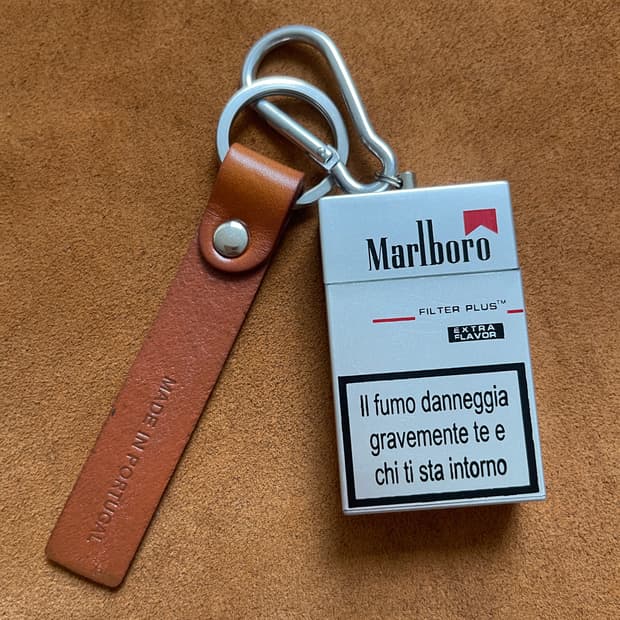 Marlboro
FILTER PLUS™
EXTRA
FLAVOR
Il fumo danneggia
gravemente te e
chi ti sta intorno
MADE IN PORTUGAL